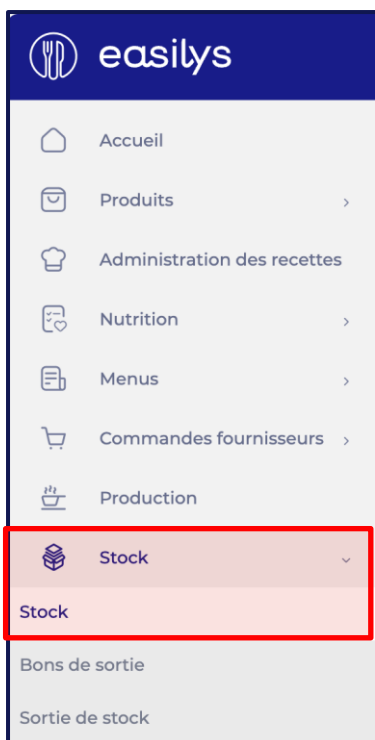 easilys
Accueil
Produits
Administration des recettes
Nutrition
Menus
Commandes fournisseurs
Production
Stock
Stock
Bons de sortie
Sortie de stock